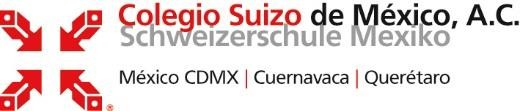 Colegio Suizo de México, A.C.
Schweizerschule Mexiko
México CDMX | Cuernavaca | Querétaro
®